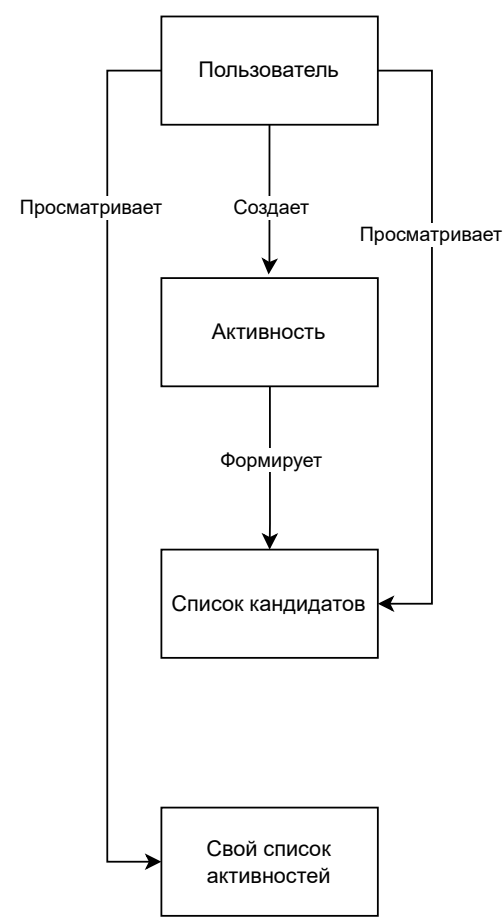 Пользователь
Просматривает
Создает
Просматривает
Активность
Формирует
Список кандидатов
Свой список
активностей